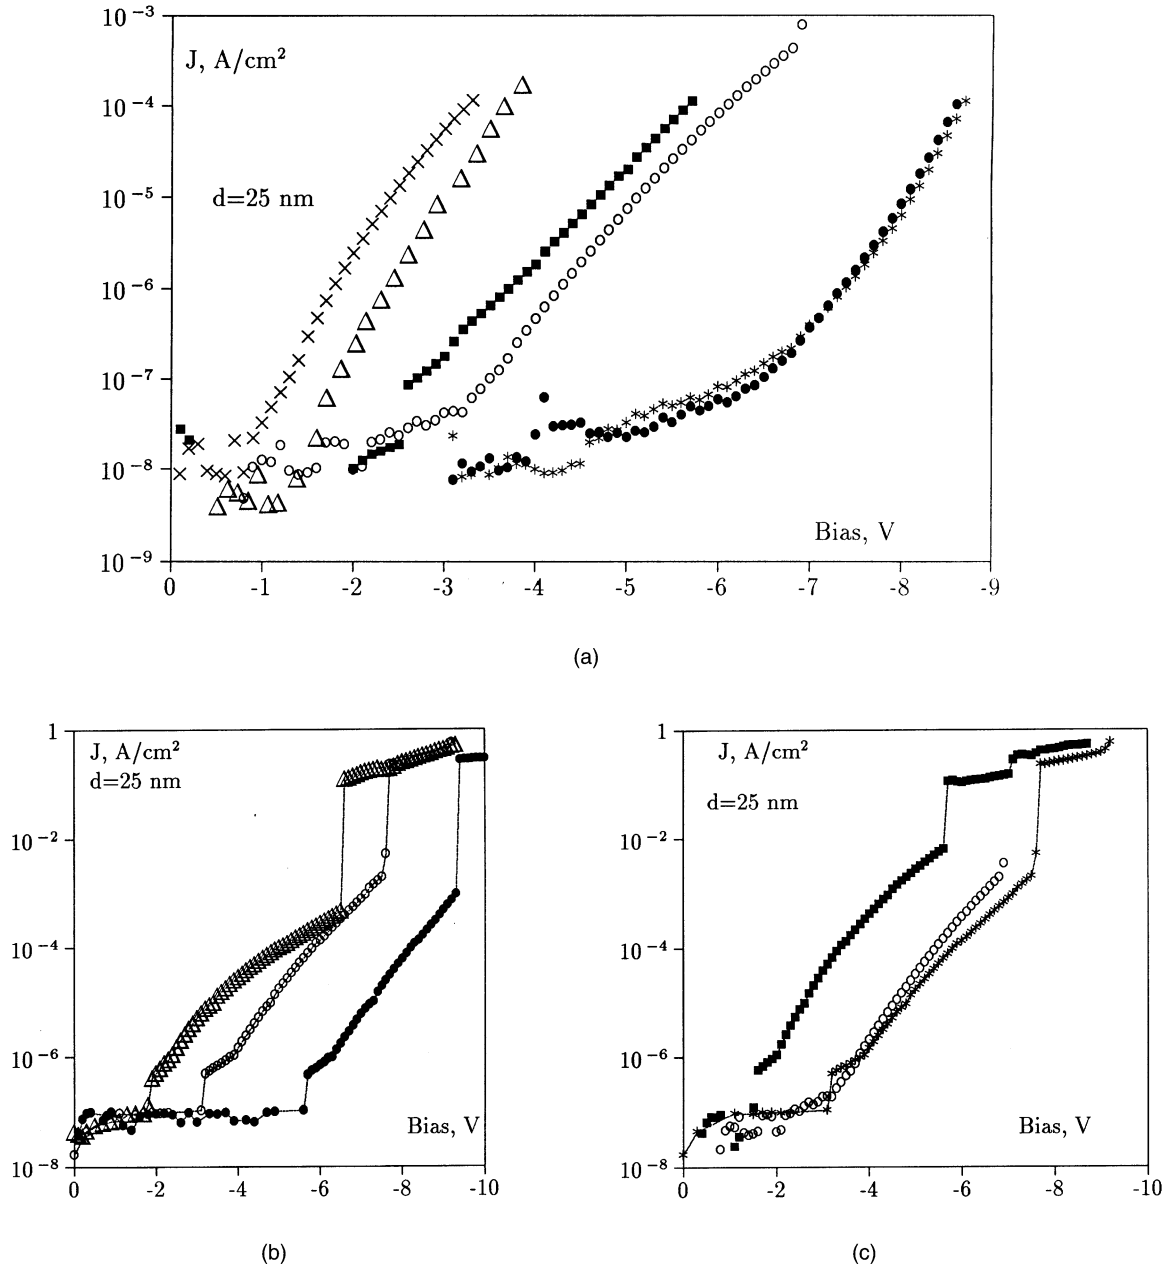 10⁻³
J, A/cm²
10⁻⁴
d=25 nm
10⁻⁵
10⁻⁶
10⁻⁷
10⁻⁸
Bias, V
10⁻⁹
0 -1 -2 -3 -4 -5 -6 -7 -8 -9
(a)
1
J, A/cm²
d=25 nm
10⁻²
10⁻⁴
10⁻⁶
Bias, V
10⁻⁸
0 -2 -4 -6 -8 -10
(b)
1
J, A/cm²
d=25 nm
10⁻²
10⁻⁴
10⁻⁶
Bias, V
10⁻⁸
0 -2 -4 -6 -8 -10
(c)